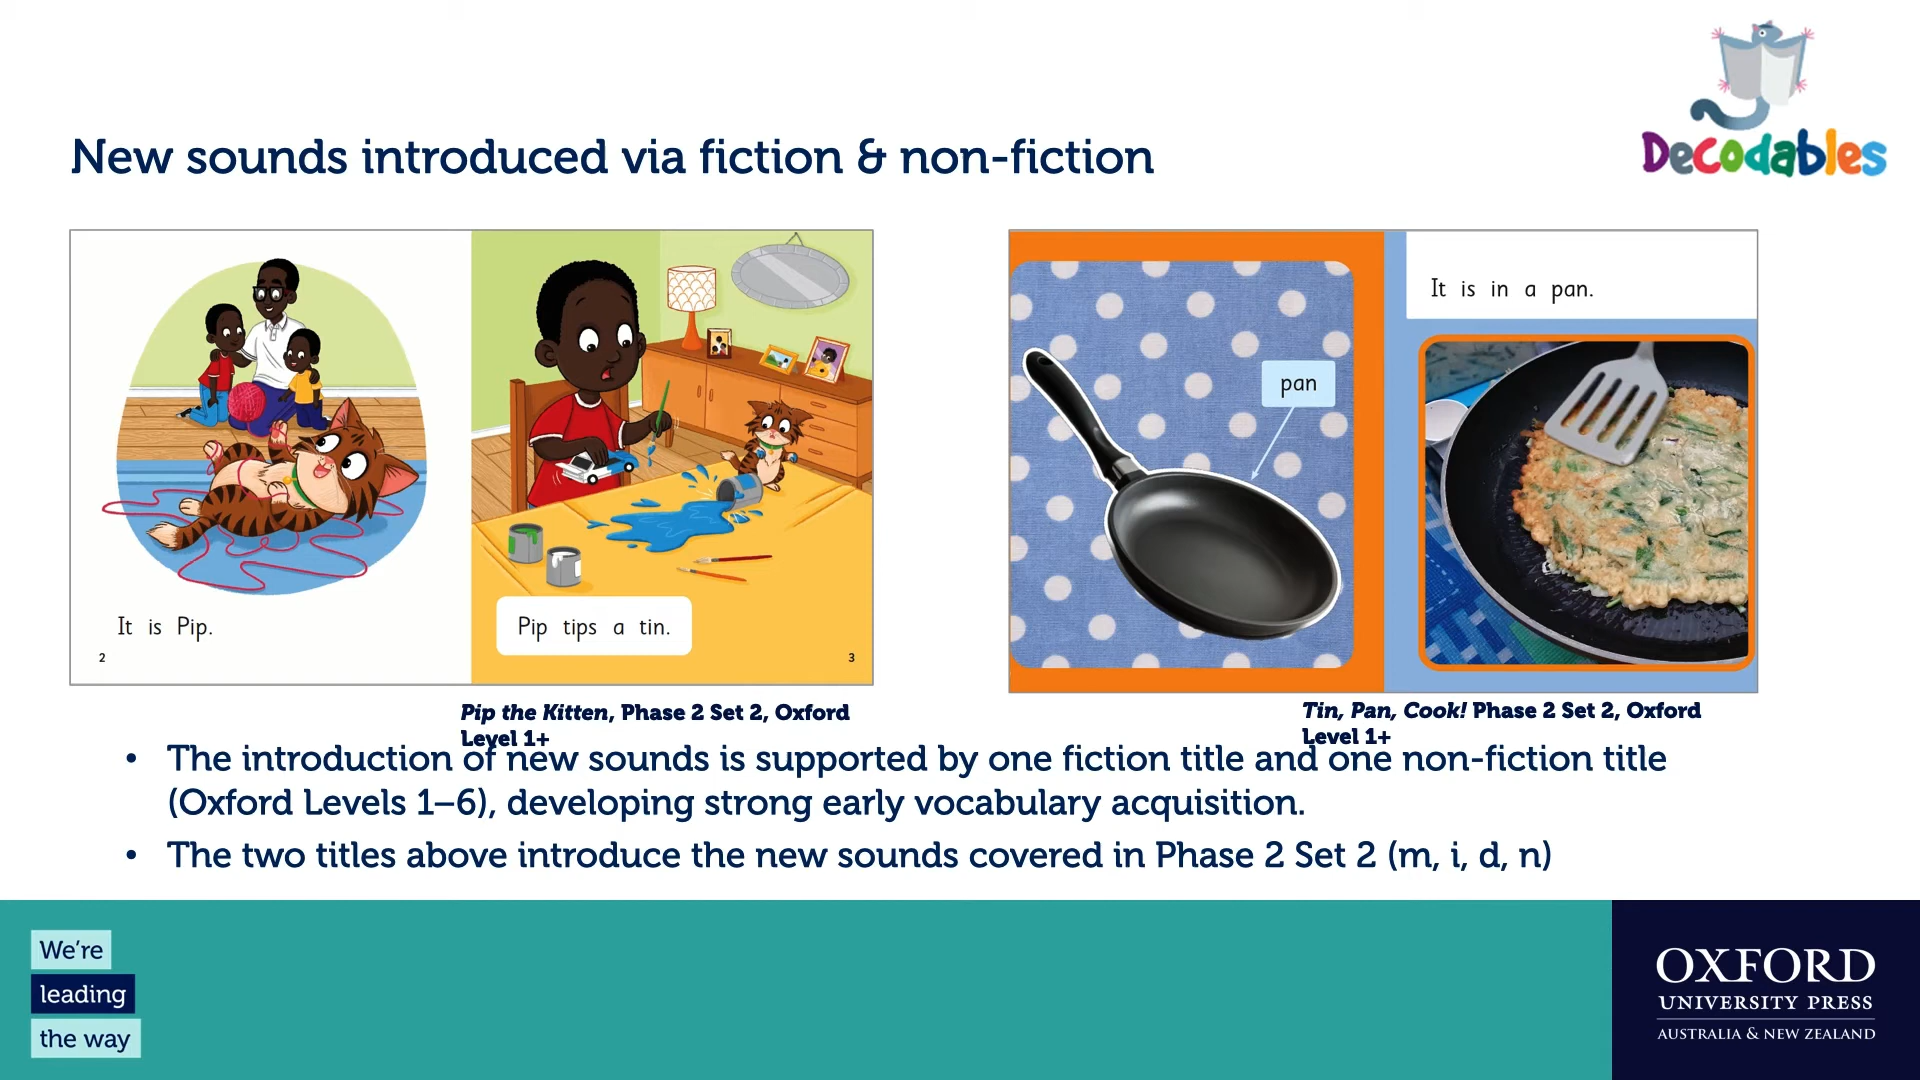 Decodables
New sounds introduced via fiction & non-fiction
It is Pip.
2
Pip tips a tin.
3
pan
It is in a pan.
Pip the Kitten, Phase 2 Set 2, Oxford
Level 1+
Tin, Pan, Cook! Phase 2 Set 2, Oxford
Level 1+
• The introduction of new sounds is supported by one fiction title and one non-fiction title
(Oxford Levels 1–6), developing strong early vocabulary acquisition.
• The two titles above introduce the new sounds covered in Phase 2 Set 2 (m, i, d, n)
We're
leading
the way
OXFORD
UNIVERSITY PRESS
AUSTRALIA & NEW ZEALAND